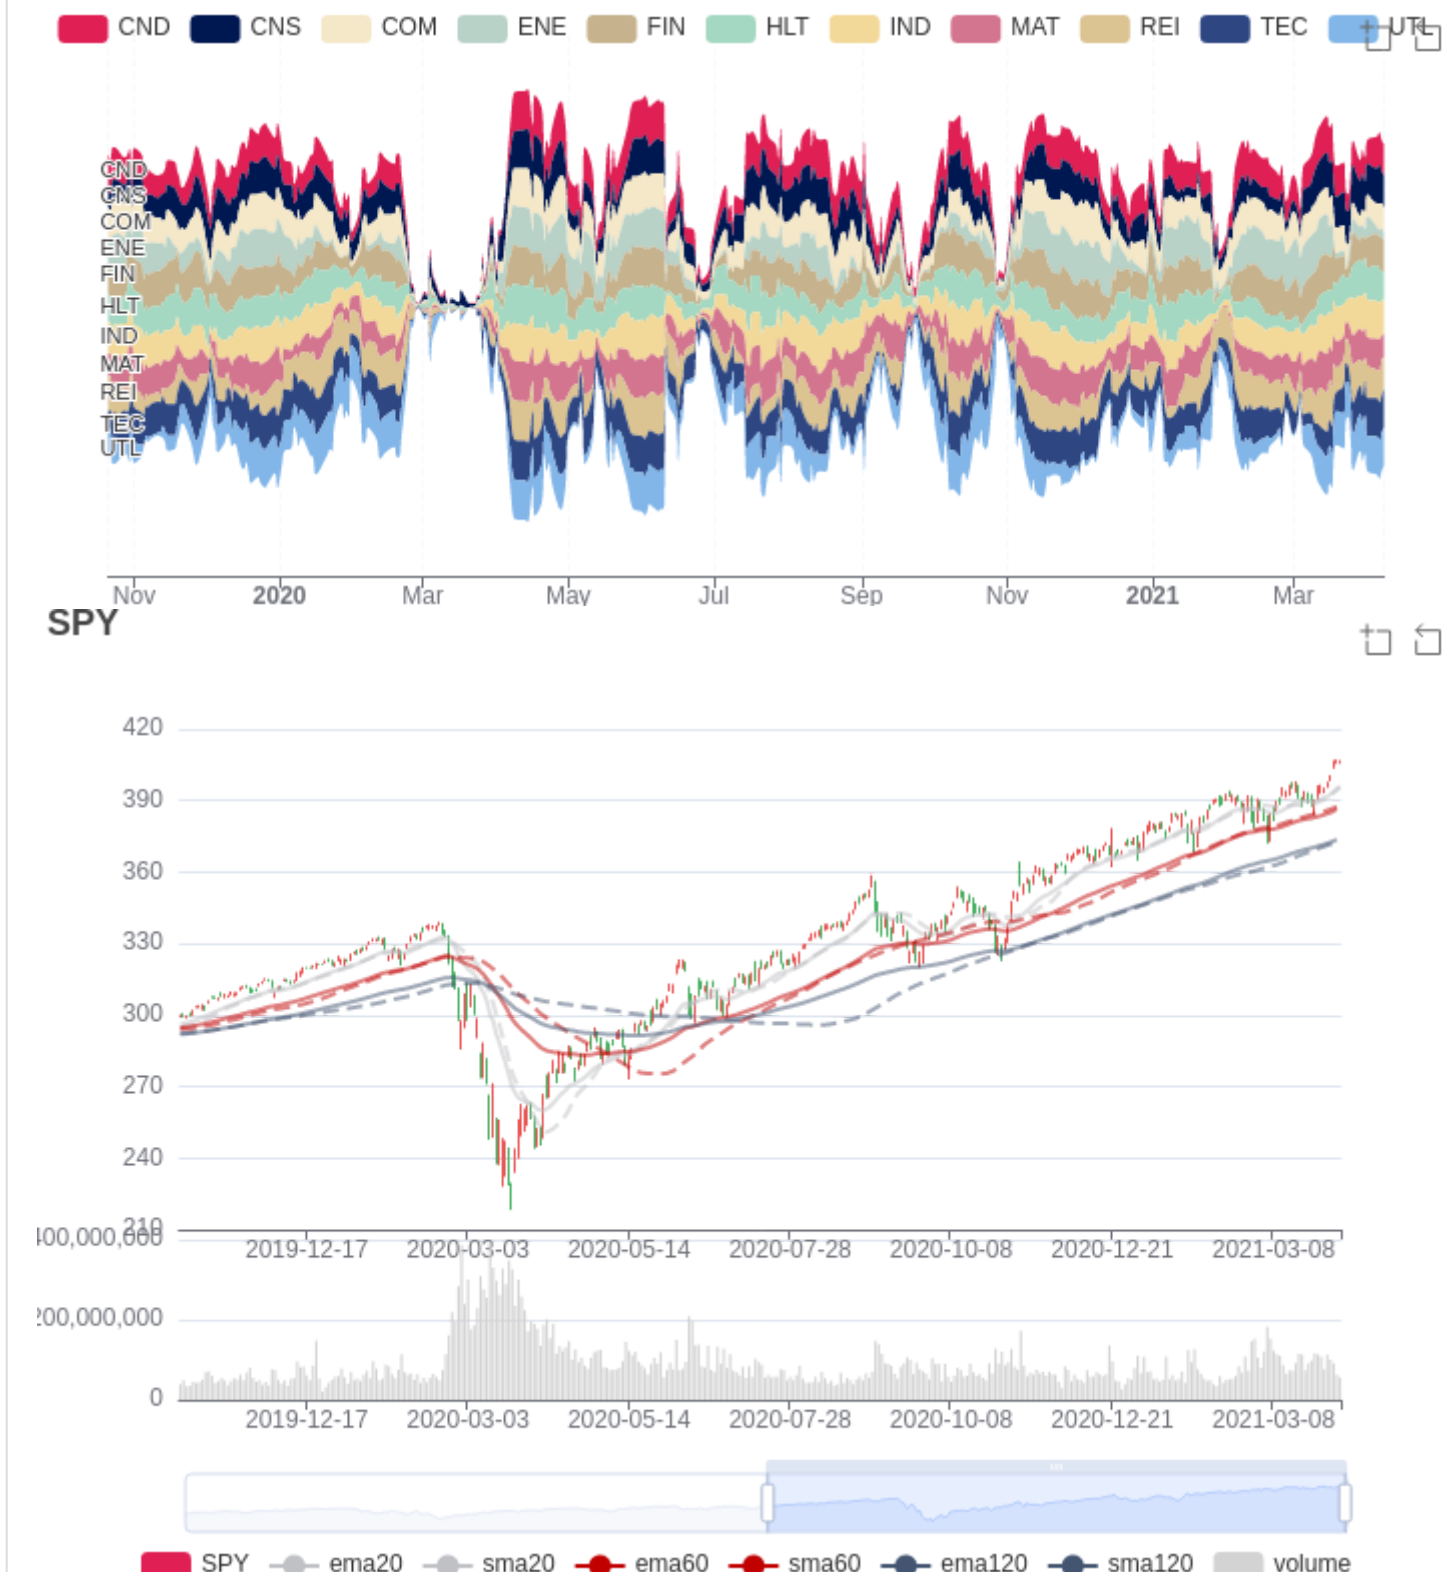 CND CNS COM ENE FIN HLT IND MAT REI TEC UTL
CND
CNS
COM
ENE
FIN
HLT
IND
MAT
REI
TEC
UTL
Nov 2020 Mar May Jul Sep Nov 2021 Mar
SPY
420
390
360
330
300
270
240
210
400,000,000
2019-12-17 2020-03-03 2020-05-14 2020-07-28 2020-10-08 2020-12-21 2021-03-08
200,000,000
0
2019-12-17 2020-03-03 2020-05-14 2020-07-28 2020-10-08 2020-12-21 2021-03-08
SPY ema20 sma20 ema60 sma60 ema120 sma120 volume